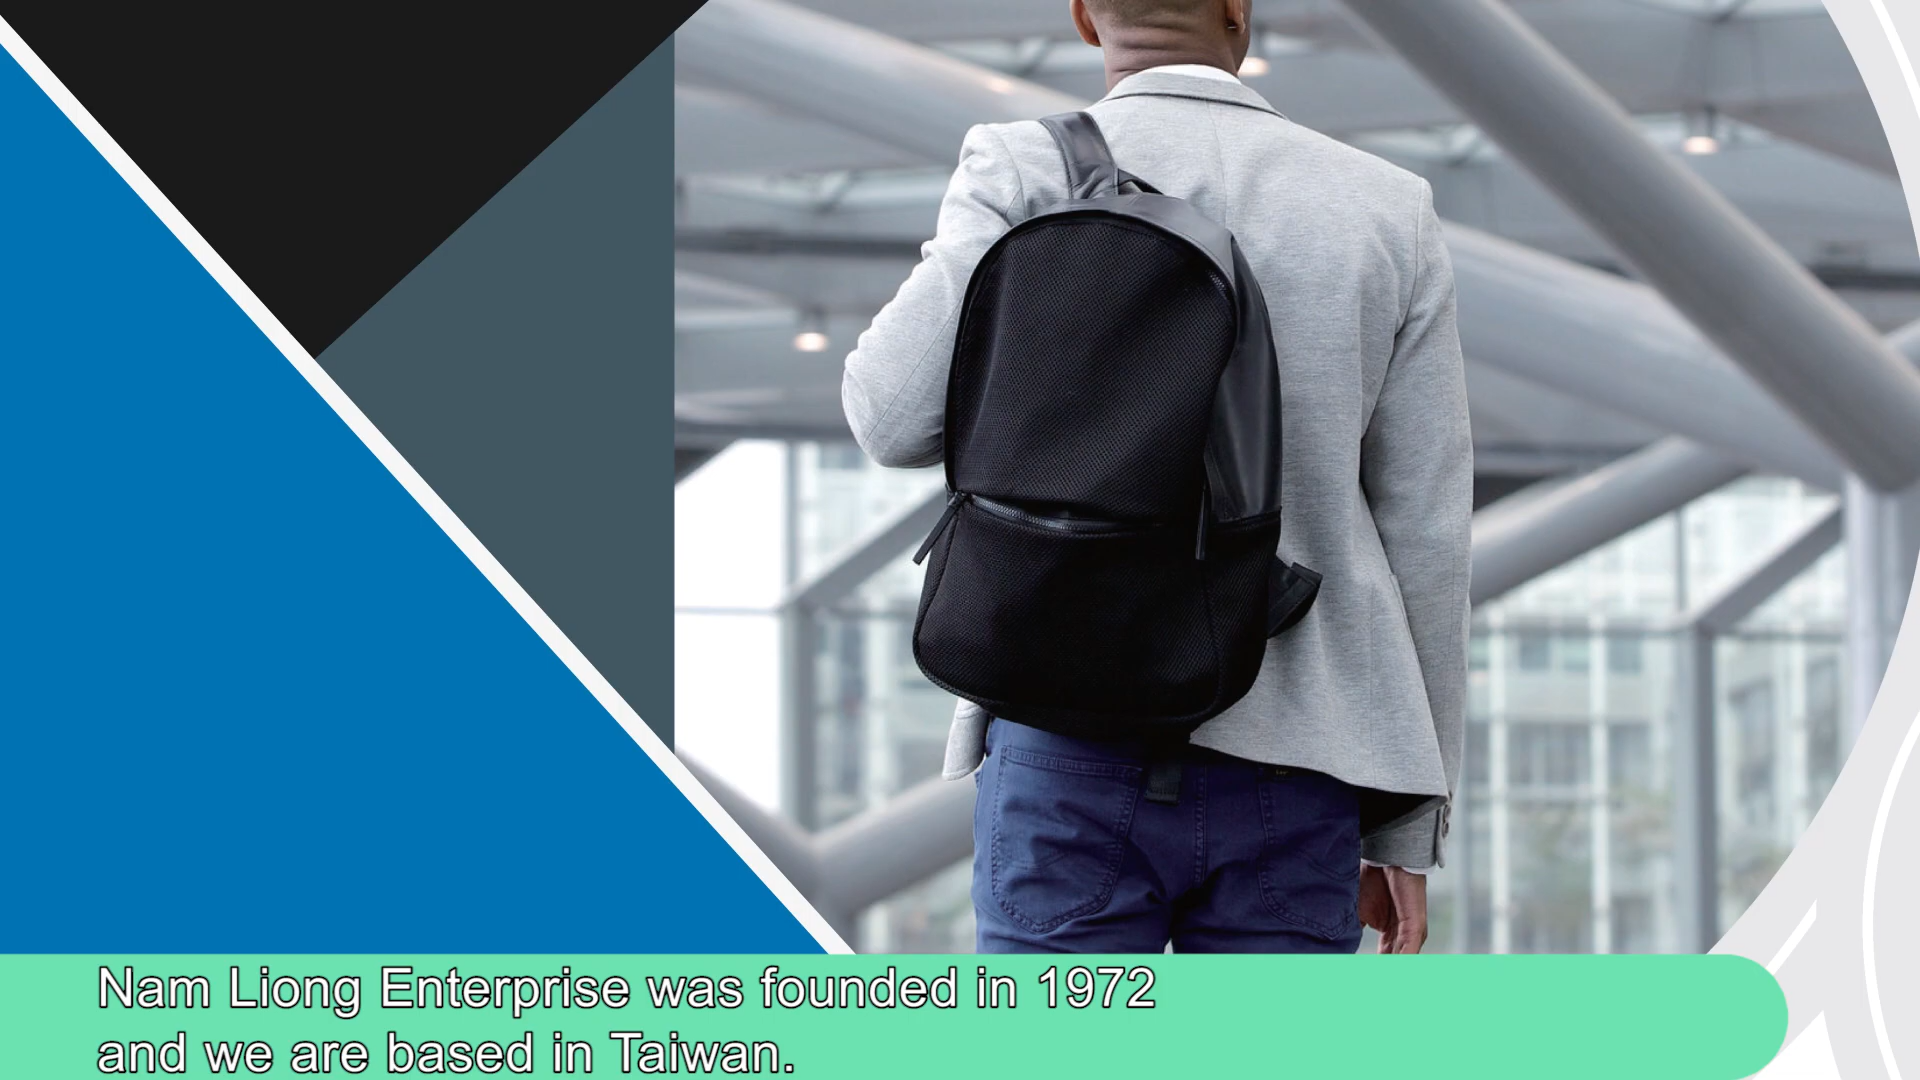 Nam Liong Enterprise was founded in 1972
and we are based in Taiwan.